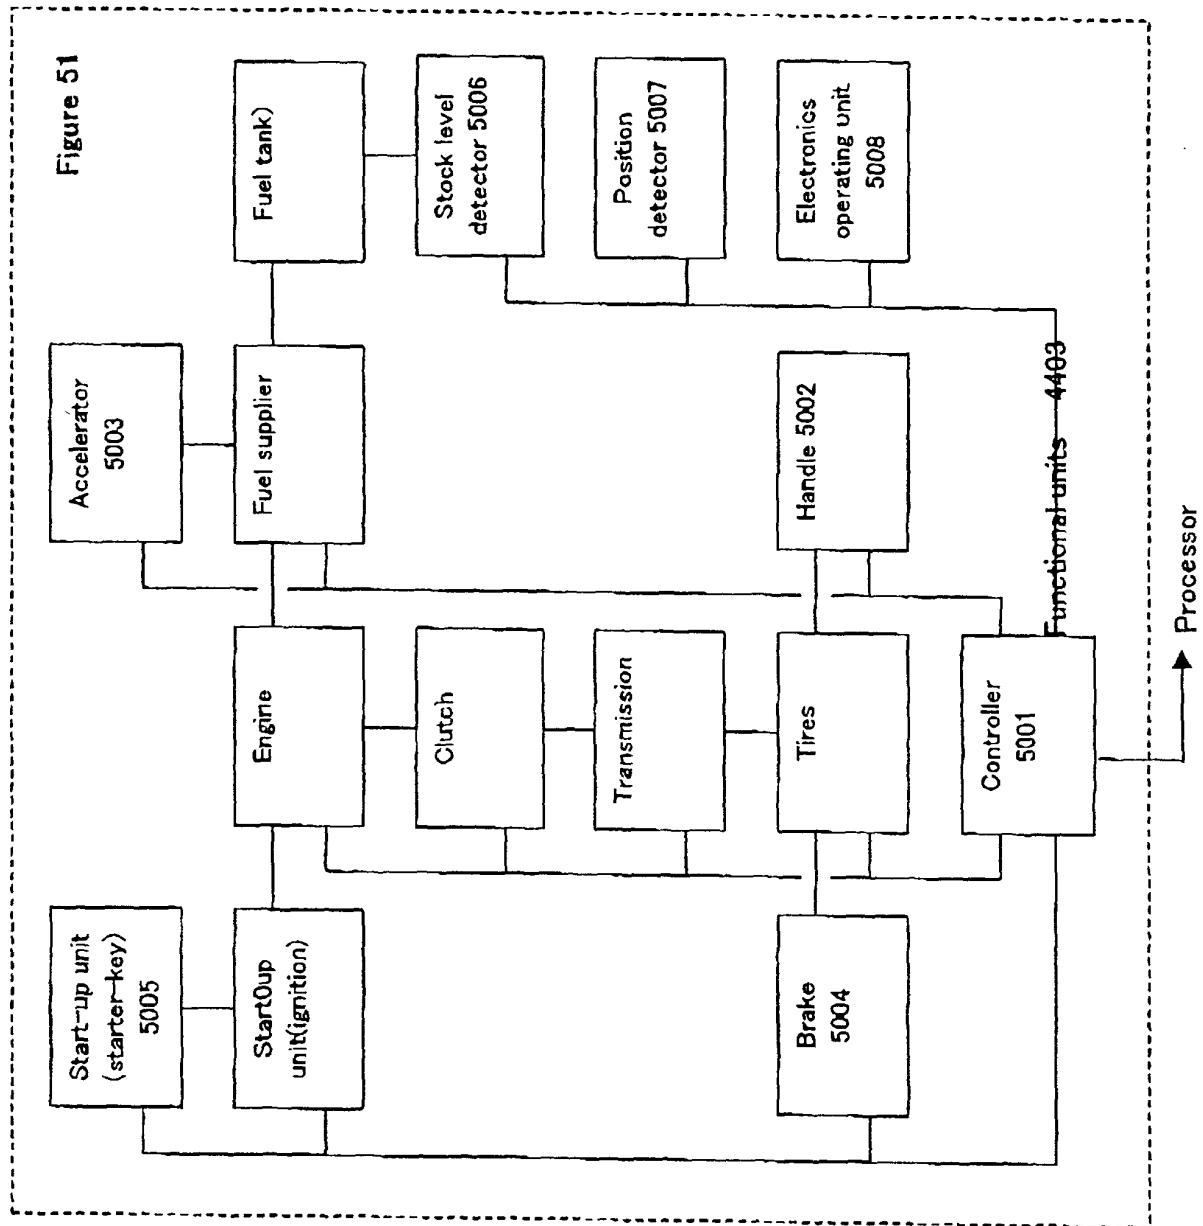 Figure 51
Start-up unit
(starter-key)
5005
Accelerator
5003
Start0up
unit(ignition)
Engine
Fuel supplier
Fuel tank)
Clutch
Stock level
detector 5006
Transmission
Position
detector 5007
Brake
5004
Tires
Handle 5002
Electronics
operating unit
5008
Controller
5001
Functional units 4403
Processor